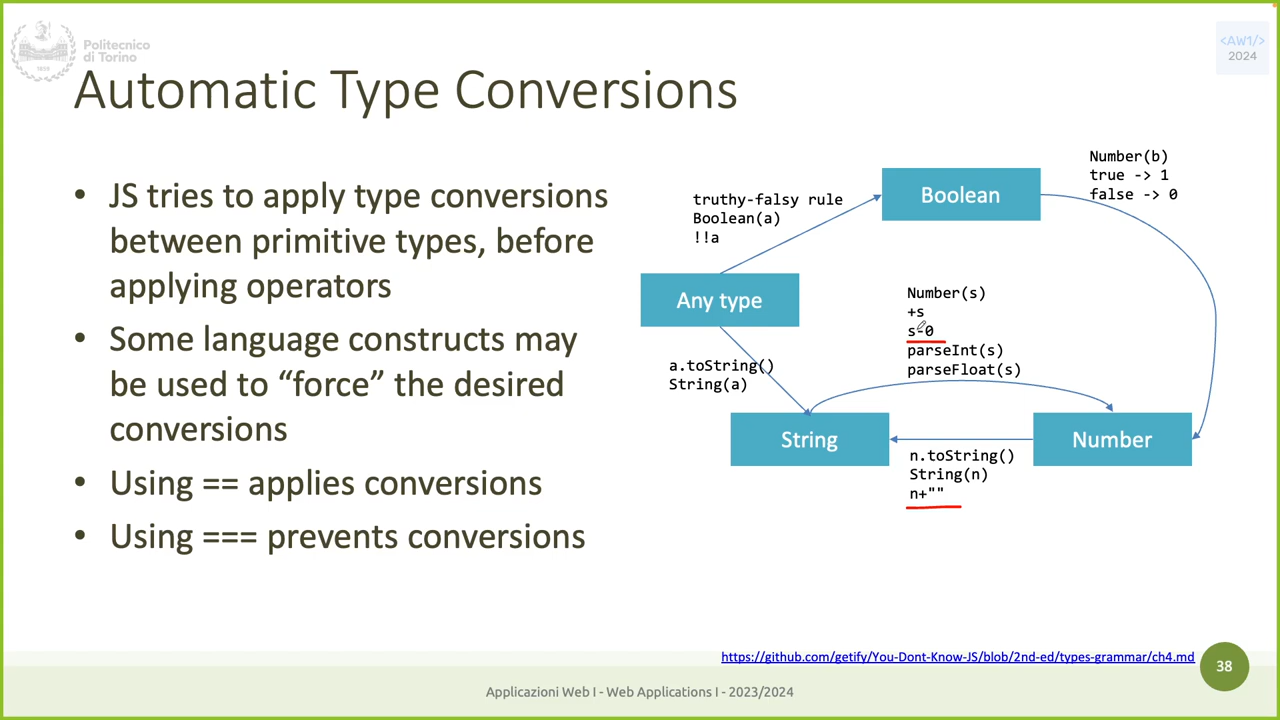 Politecnico
di Torino
1859
<AW1/>
2024
Automatic Type Conversions
• JS tries to apply type conversions
between primitive types, before
applying operators
• Some language constructs may
be used to “force” the desired
conversions
• Using == applies conversions
• Using === prevents conversions
truthy-falsy rule
Boolean(a)
!!a
Boolean
Number(b)
true -> 1
false -> 0
Any type
Number(s)
+s
s-0
parseInt(s)
parseFloat(s)
a.toString()
String(a)
String
Number
n.toString()
String(n)
n+""
https://github.com/getify/You-Dont-Know-JS/blob/2nd-ed/types-grammar/ch4.md
38
Applicazioni Web I - Web Applications I - 2023/2024